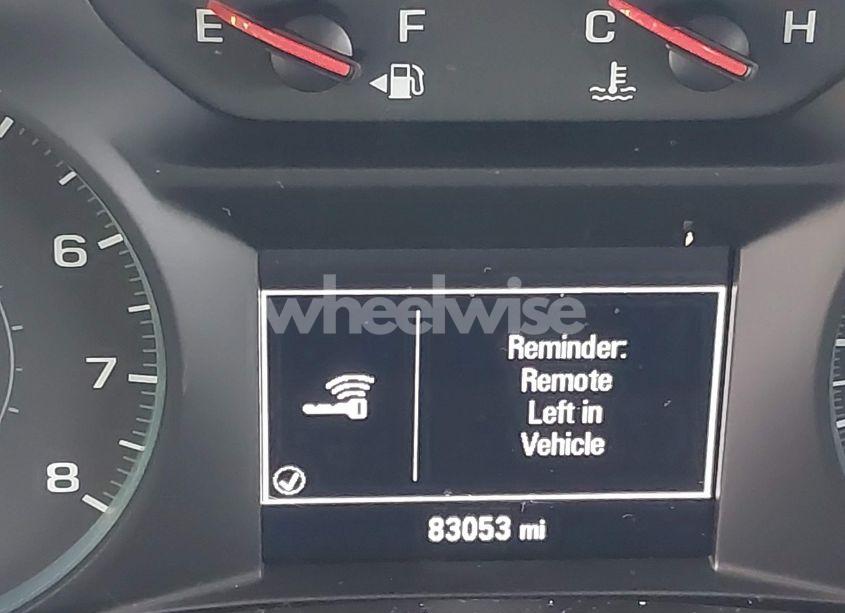 E F C H
6
7
8
wheelwise
Reminder:
Remote
Left in
Vehicle
83053 mi